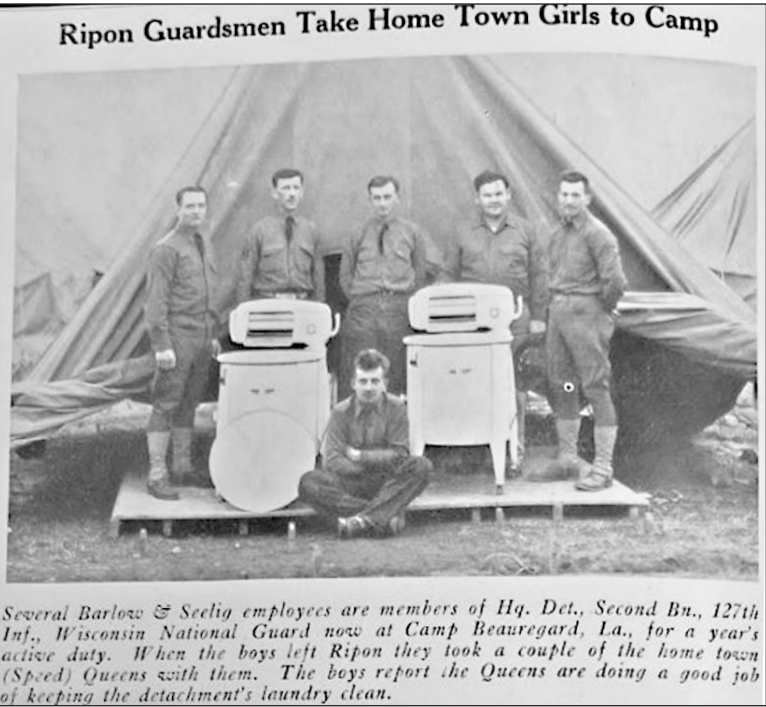 Ripon Guardsmen Take Home Town Girls to Camp
Several Barlow & Seelig employees are members of Hq. Det., Second Bn., 127th
Inf., Wisconsin National Guard now at Camp Beauregard, La., for a year's
active duty. When the boys left Ripon they took a couple of the home town
(Speed) Queens with them. The boys report the Queens are doing a good job
of keeping the detachment's laundry clean.